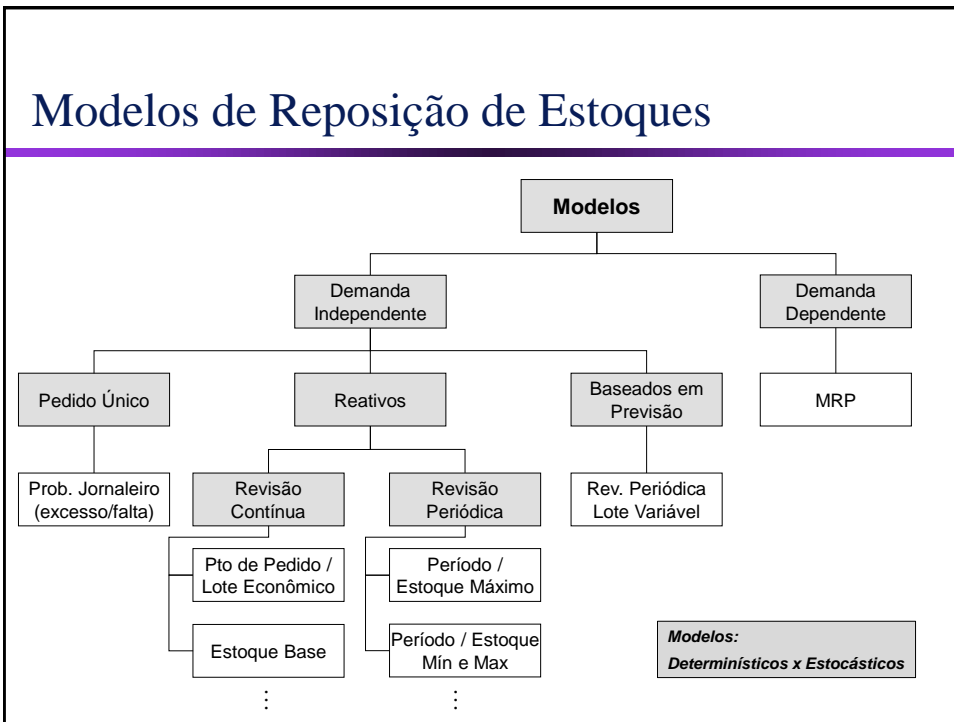 Modelos de Reposição de Estoques
Modelos
Demanda
Independente
Demanda
Dependente
Pedido Único
Reativos
Baseados em
Previsão
MRP
Prob. Jornaleiro
(excesso/falta)
Revisão
Contínua
Revisão
Periódica
Rev. Periódica
Lote Variável
Pto de Pedido /
Lote Econômico
Período /
Estoque Máximo
Estoque Base
Período / Estoque
Mín e Max
Modelos:
Determinísticos x Estocásticos
⋮
⋮